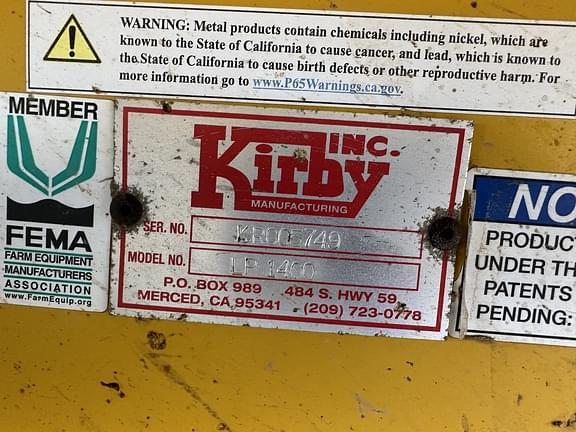 WARNING: Metal products contain chemicals including nickel, which are
known to the State of California to cause cancer, and lead, which is known to
the State of California to cause birth defects or other reproductive harm. For
more information go to www.P65Warnings.ca.gov.
MEMBER
FEMA
FARM EQUIPMENT
MANUFACTURERS
ASSOCIATION
www.FarmEquip.org
Kirby INC.
MANUFACTURING
SER. NO. KR005749
MODEL NO. LP 1400
P.O. BOX 989 484 S. HWY 59
MERCED, CA 95341 (209) 723-0778
NO
PRODUC
UNDER TH
PATENTS
PENDING: